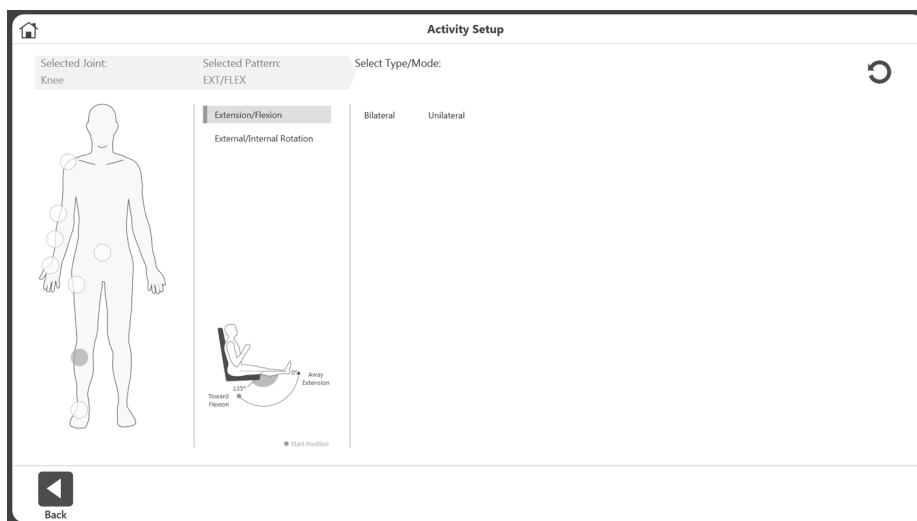 Activity Setup
Selected Joint:
Knee
Selected Pattern:
EXT/FLEX
Select Type/Mode:
Extension/Flexion
External/Internal Rotation
Bilateral
Unilateral
0°
Away
Extension
135°
Toward
Flexion
Start Position
Back